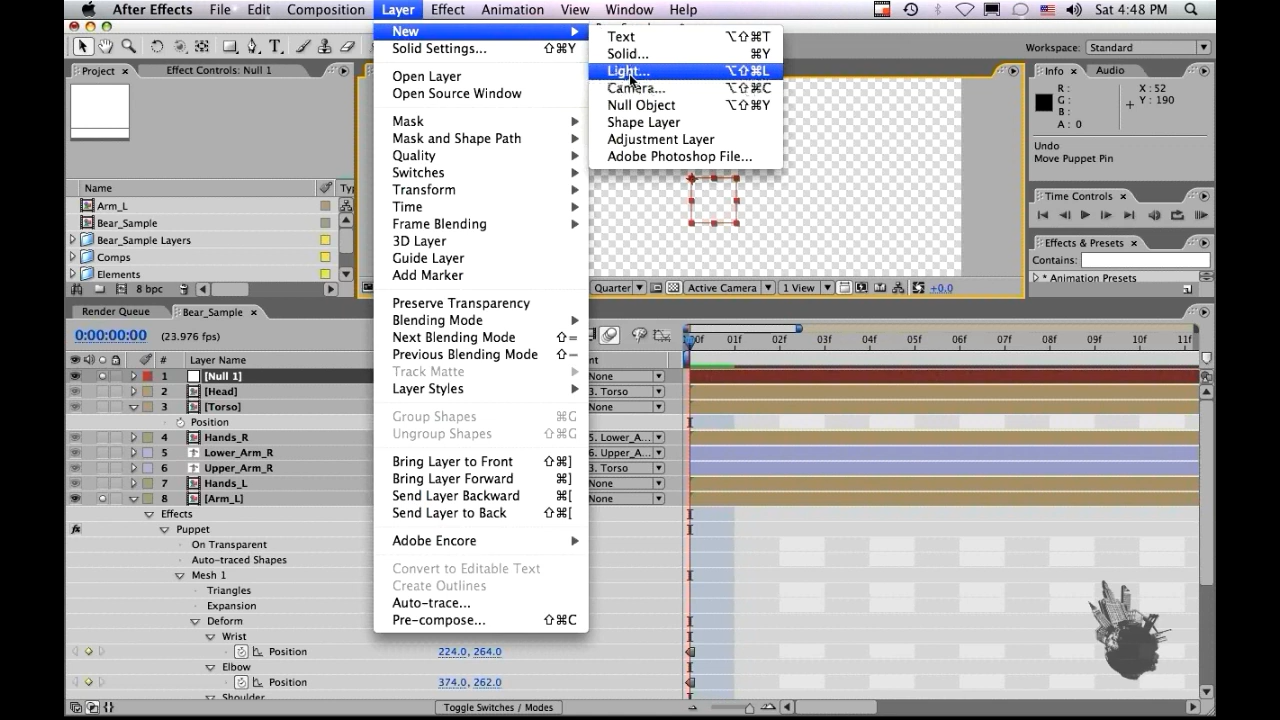 After Effects File Edit Composition Layer Effect Animation View Window Help Sat 4:48 PM
Project Effect Controls: Null 1
Name
Arm_L
Bear_Sample
Bear_Sample Layers
Comps
Elements
8 bpc
New
Solid Settings... ⇧⌘Y
Open Layer
Open Source Window
Mask
Mask and Shape Path
Quality
Switches
Transform
Time
Frame Blending
3D Layer
Guide Layer
Add Marker
Preserve Transparency
Blending Mode
Next Blending Mode ⇧=
Previous Blending Mode ⇧–
Track Matte
Layer Styles
Group Shapes ⌘G
Ungroup Shapes ⇧⌘G
Bring Layer to Front ⇧⌘]
Bring Layer Forward ⌘]
Send Layer Backward ⌘[
Send Layer to Back ⇧⌘[
Adobe Encore
Convert to Editable Text
Create Outlines
Auto-trace...
Pre-compose... ⇧⌘C
Text ⌥⇧⌘T
Solid... ⌘Y
Light... ⌥⇧⌘L
Camera... ⌥⇧⌘C
Null Object ⌥⇧⌘Y
Shape Layer
Adjustment Layer
Adobe Photoshop File...
Quarter Active Camera 1 View +0.0
Workspace: Standard
Info Audio
R: X: 52
G: Y: 190
B:
A: 0
Undo
Move Puppet Pin
Time Controls
Effects & Presets
Contains:
* Animation Presets
Render Queue Bear_Sample
0:00:00:00 (23.976 fps)
01f 02f 03f 04f 05f 06f 07f 08f 09f 10f 11f
# Layer Name
1 [Null 1] None
2 [Head] 3. Torso
3 [Torso] None
Position
4 Hands_R 5. Lower_A...
5 Lower_Arm_R 6. Upper_A...
6 Upper_Arm_R 3. Torso
7 Hands_L None
8 [Arm_L] None
Effects
fx Puppet
On Transparent
Auto-traced Shapes
Mesh 1
Triangles
Expansion
Deform
Wrist
Position 224.0, 264.0
Elbow
Position 374.0, 262.0
Shoulder
Toggle Switches / Modes